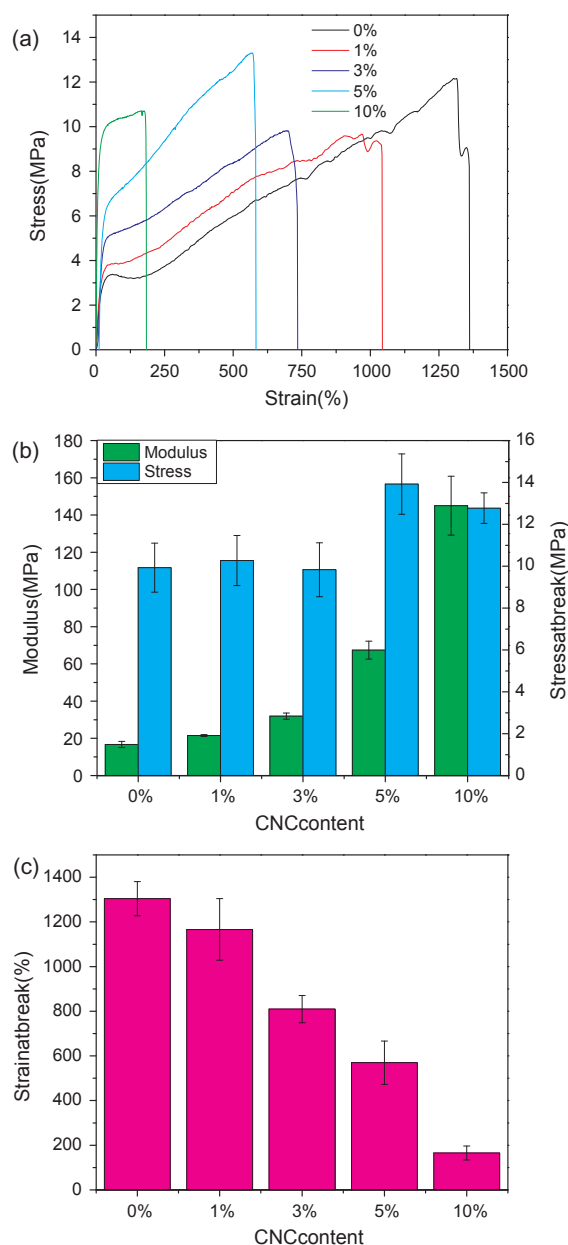 (a)
14
12
10
8
6
4
2
0
Stress(MPa)
0%
1%
3%
5%
10%
0 250 500 750 1000 1250 1500
Strain(%)
(b)
180
160
140
120
100
80
60
40
20
0
Modulus(MPa)
Modulus
Stress
16
14
12
10
8
6
4
2
0
Stressatbreak(MPa)
0% 1% 3% 5% 10%
CNCcontent
(c)
1400
1200
1000
800
600
400
200
0
Strainatbreak(%)
0% 1% 3% 5% 10%
CNCcontent